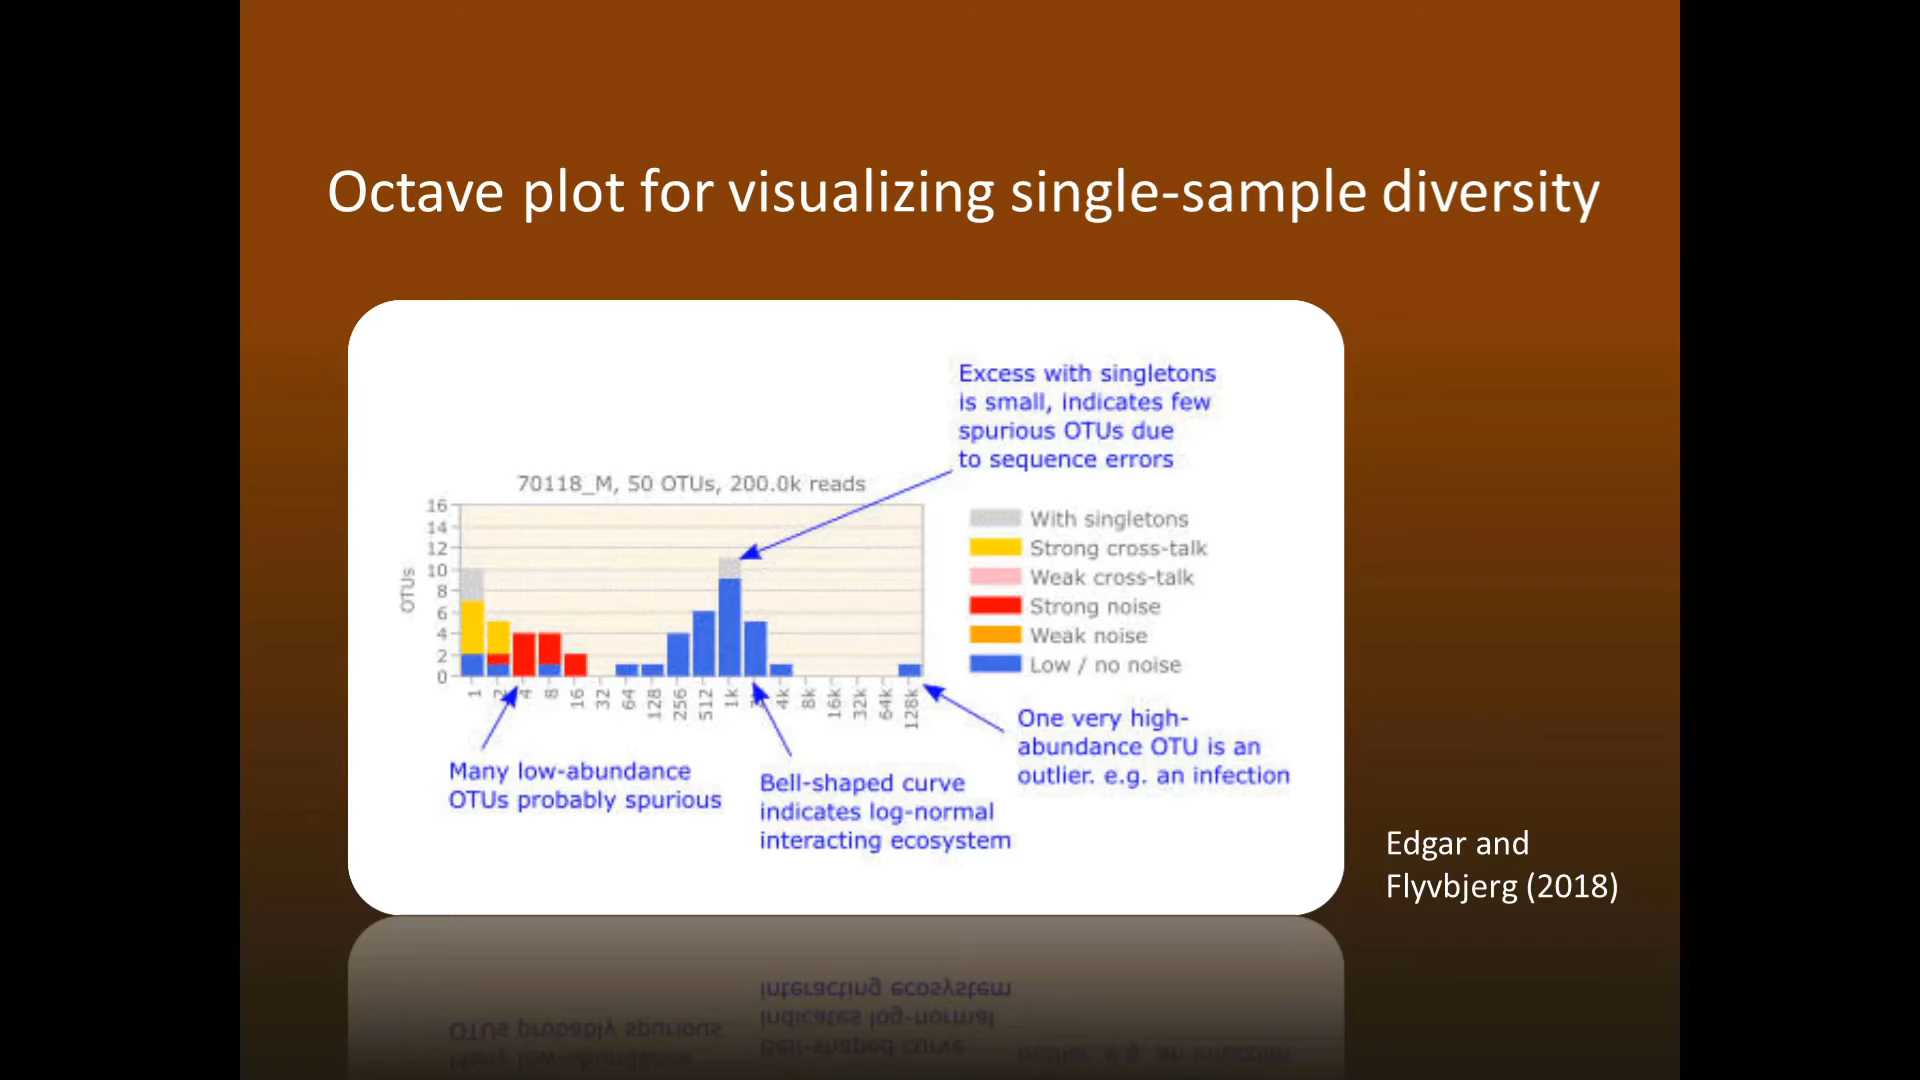 Octave plot for visualizing single-sample diversity
Excess with singletons
is small, indicates few
spurious OTUs due
to sequence errors
70118_M, 50 OTUs, 200.0k reads
16
14
12
10
8
6
4
2
0
OTUs
1
2
4
8
16
32
64
128
256
512
1k
4k
8k
16k
32k
64k
128k
With singletons
Strong cross-talk
Weak cross-talk
Strong noise
Weak noise
Low / no noise
Many low-abundance
OTUs probably spurious
Bell-shaped curve
indicates log-normal
interacting ecosystem
One very high-
abundance OTU is an
outlier. e.g. an infection
Edgar and
Flyvbjerg (2018)